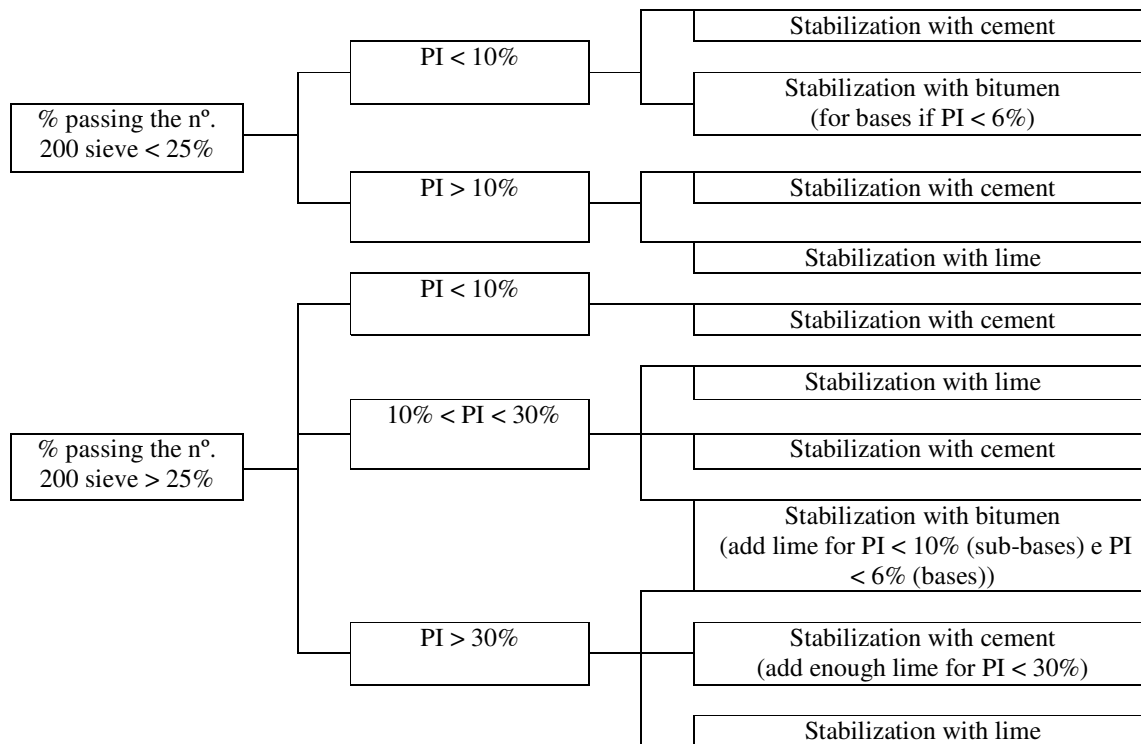 Stabilization with cement
PI < 10%
Stabilization with bitumen
(for bases if PI < 6%)
% passing the nº.
200 sieve < 25%
PI > 10%
Stabilization with cement
Stabilization with lime
PI < 10%
Stabilization with cement
Stabilization with lime
10% < PI < 30%
% passing the nº.
200 sieve > 25%
Stabilization with cement
Stabilization with bitumen
(add lime for PI < 10% (sub-bases) e PI
< 6% (bases))
PI > 30%
Stabilization with cement
(add enough lime for PI < 30%)
Stabilization with lime